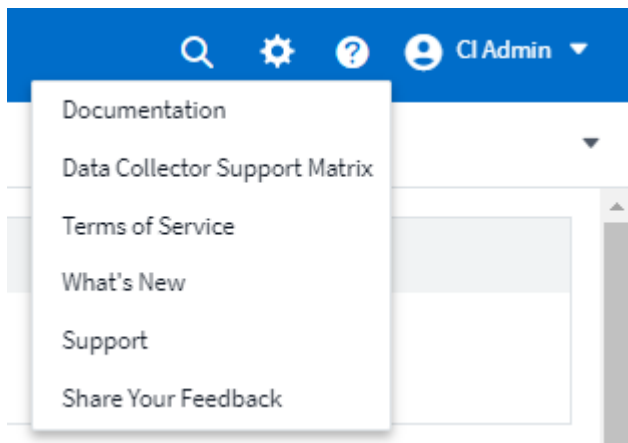 CI Admin
Documentation
Data Collector Support Matrix
Terms of Service
What's New
Support
Share Your Feedback